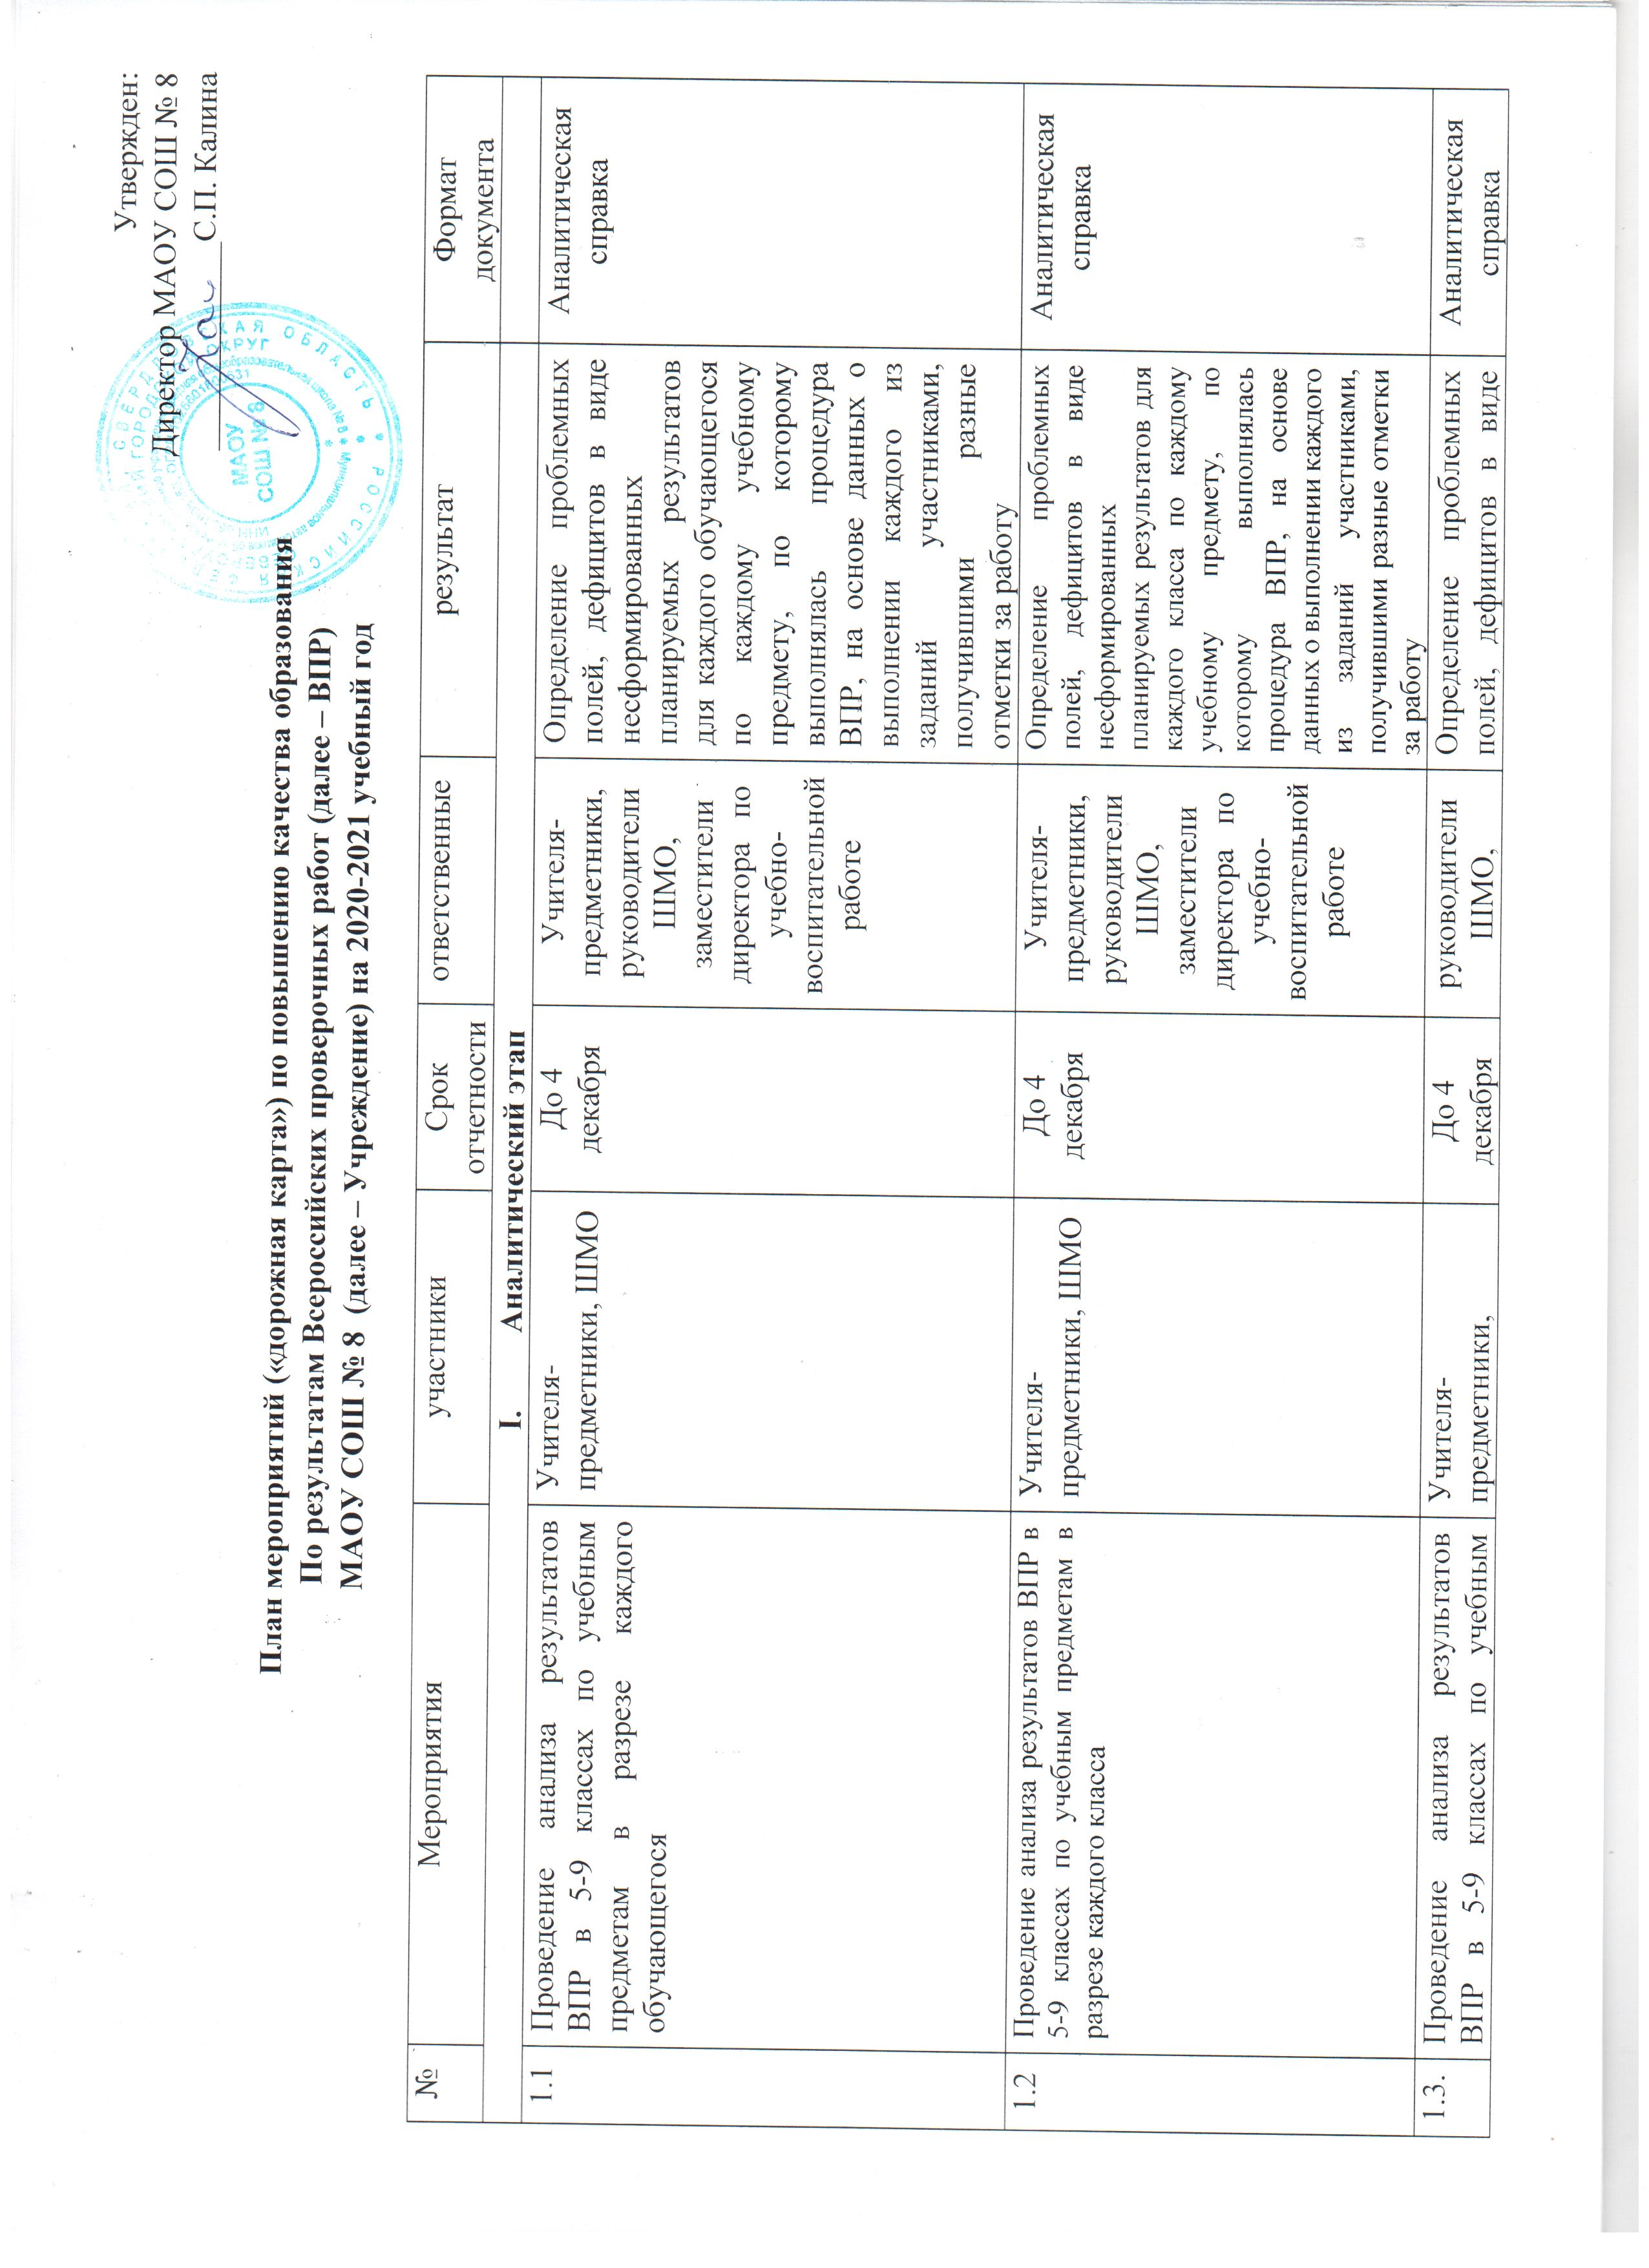 Утвержден:
Директор МАОУ СОШ № 8
С.П. Калина
МАОУ
СОШ № 8
План мероприятий («дорожная карта») по повышению качества образования
По результатам Всероссийских проверочных работ (далее – ВПР)
МАОУ СОШ № 8 (далее – Учреждение) на 2020-2021 учебный год
№
Мероприятия
участники
Срок
отчетности
ответственные
результат
Формат
документа
I. Аналитический этап
1.1
Проведение анализа результатов
ВПР в 5-9 классах по учебным
предметам в разрезе каждого
обучающегося
Учителя-
предметники, ШМО
До 4
декабря
Учителя-
предметники,
руководители
ШМО,
заместители
директора по
учебно-
воспитательной
работе
Определение проблемных
полей, дефицитов в виде
несформированных
планируемых результатов
для каждого обучающегося
по каждому учебному
предмету, по которому
выполнялась процедура
ВПР, на основе данных о
выполнении каждого из
заданий участниками,
получившими разные
отметки за работу
Аналитическая
справка
1.2
Проведение анализа результатов ВПР в
5-9 классах по учебным предметам в
разрезе каждого класса
Учителя-
предметники, ШМО
До 4
декабря
Учителя-
предметники,
руководители
ШМО,
заместители
директора по
учебно-
воспитательной
работе
Определение проблемных
полей, дефицитов в виде
несформированных
планируемых результатов для
каждого класса по каждому
учебному предмету, по
которому выполнялась
процедура ВПР, на основе
данных о выполнении каждого
из заданий участниками,
получившими разные отметки
за работу
Аналитическая
справка
1.3.
Проведение анализа результатов
ВПР в 5-9 классах по учебным
Учителя-
предметники,
До 4
декабря
руководители
ШМО,
Определение проблемных
полей, дефицитов в виде
Аналитическая
справка